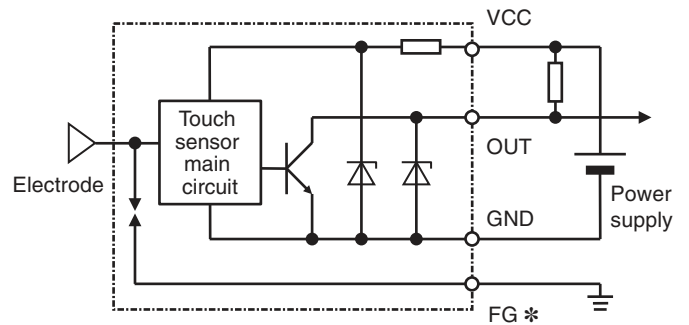 VCC
Touch
sensor
main
circuit
OUT
Electrode
Power
supply
GND
FG *